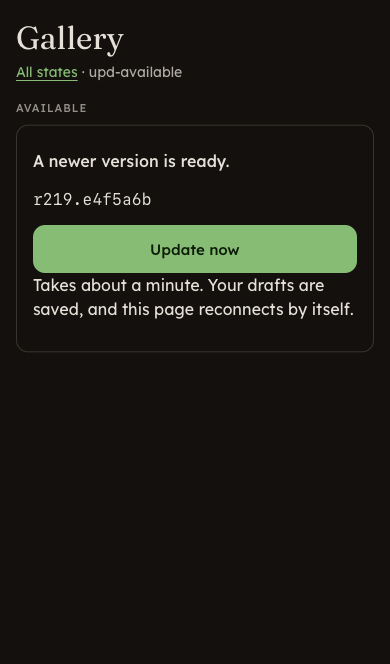 Gallery
All states · upd-available
AVAILABLE
A newer version is ready.
r219.e4f5a6b
Update now
Takes about a minute. Your drafts are
saved, and this page reconnects by itself.